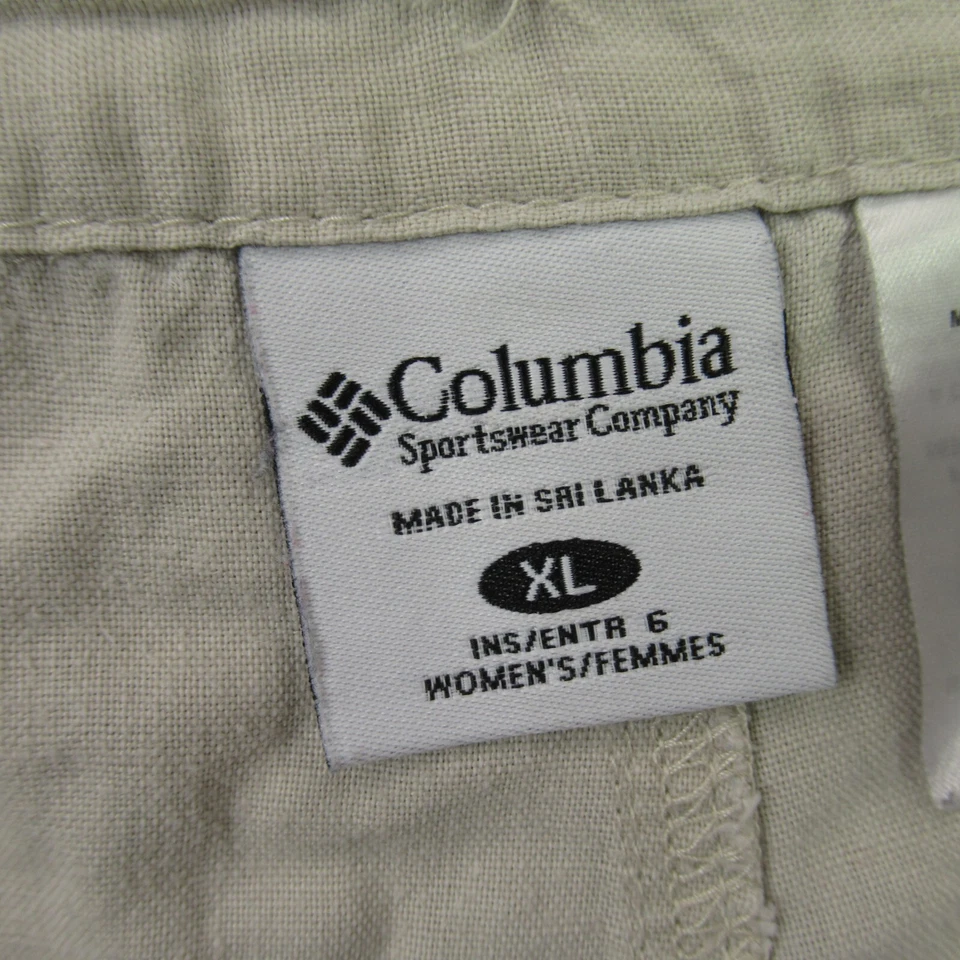 Columbia
Sportswear Company
MADE IN SRI LANKA
XL
INS/ENTR 6
WOMEN'S/FEMMES